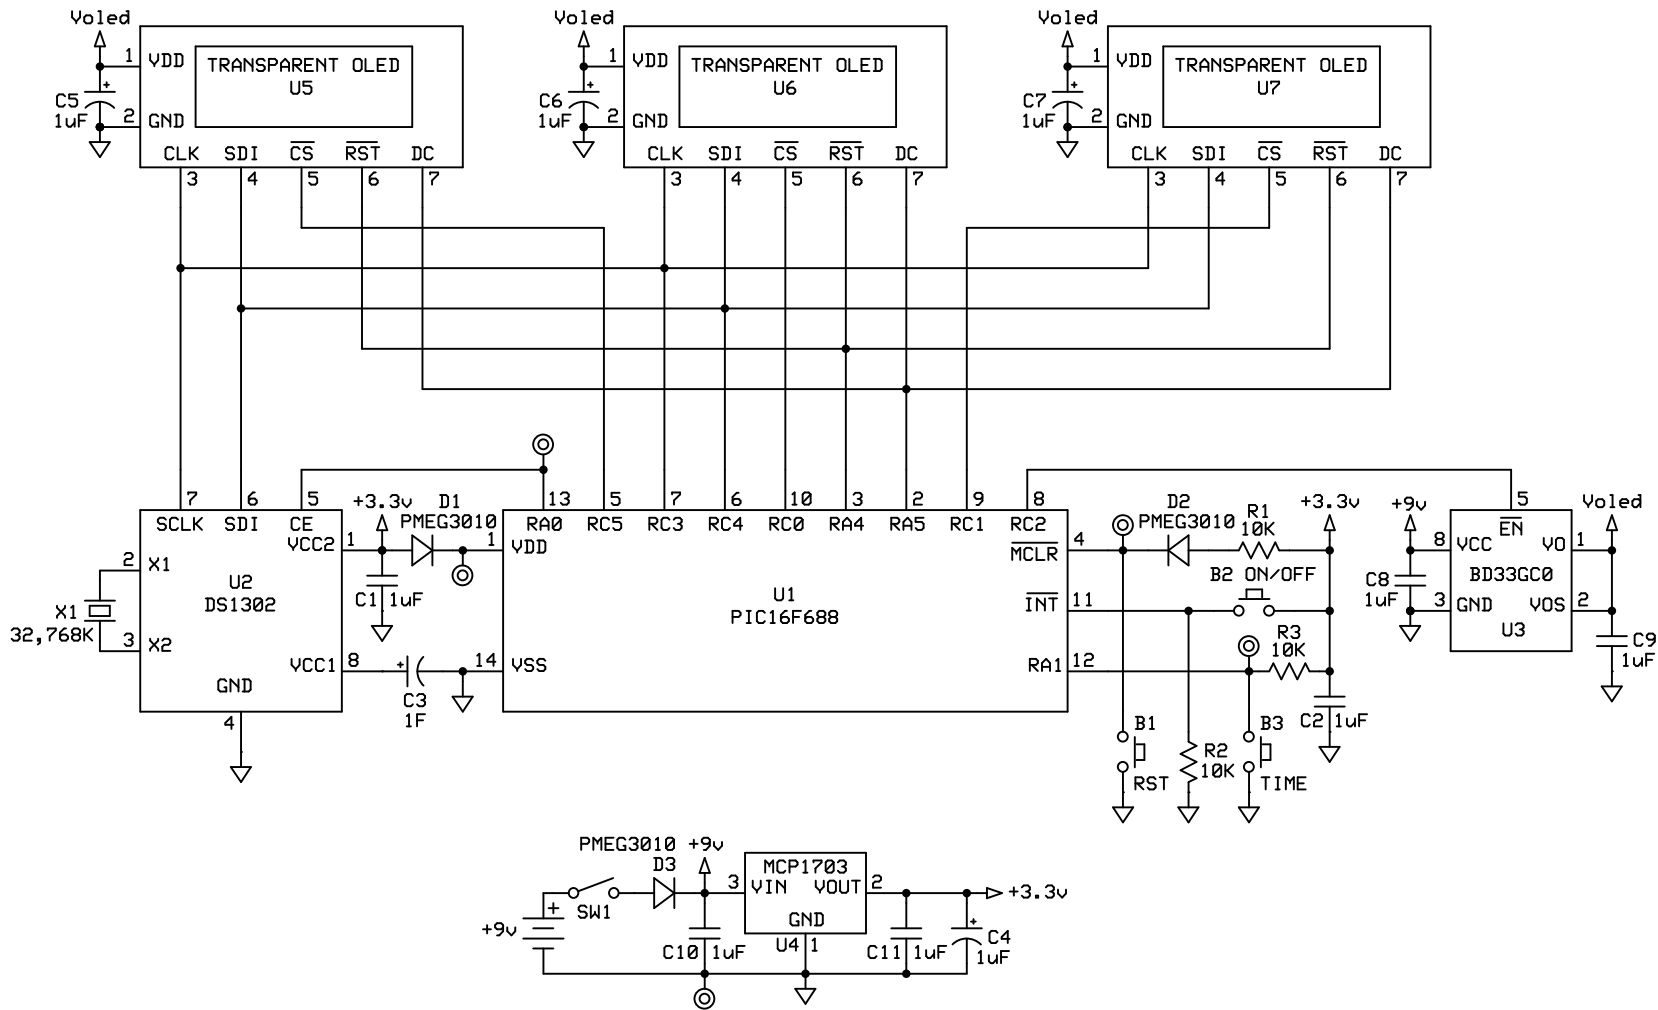 Voled
Voled
Voled
1 VDD TRANSPARENT OLED
U5
C5 +
1uF 2 GND
CLK SDI CS RST DC
3 4 5 6 7
1 VDD TRANSPARENT OLED
U6
C6 +
1uF 2 GND
CLK SDI CS RST DC
3 4 5 6 7
1 VDD TRANSPARENT OLED
U7
C7 +
1uF 2 GND
CLK SDI CS RST DC
3 4 5 6 7
7 6 5
SCLK SDI CE
VCC2 1
2 X1
U2
DS1302
X1
32,768K
3 X2
VCC1 8
GND
4
+3.3v
D1
PMEG3010
C1 1uF
+
C3
1F
13 5 7 6 10 3 2 9 8
RA0 RC5 RC3 RC4 RC0 RA4 RA5 RC1 RC2
1 VDD
MCLR 4
U1
PIC16F688
INT 11
14 VSS
RA1 12
D2
PMEG3010
R1
10K
+3.3v
B2 ON/OFF
R3
10K
C2 1uF
B1
RST
R2
10K
B3
TIME
+9v
5
EN
Voled
8 VCC VO 1
C8
1uF
BD33GC0
3 GND VOS 2
U3
C9
1uF
PMEG3010 +9v
D3
MCP1703
3 VIN VOUT 2
+3.3v
SW1
+
+9v
GND
U4 1
C10 1uF
C11 1uF
+
C4
1uF